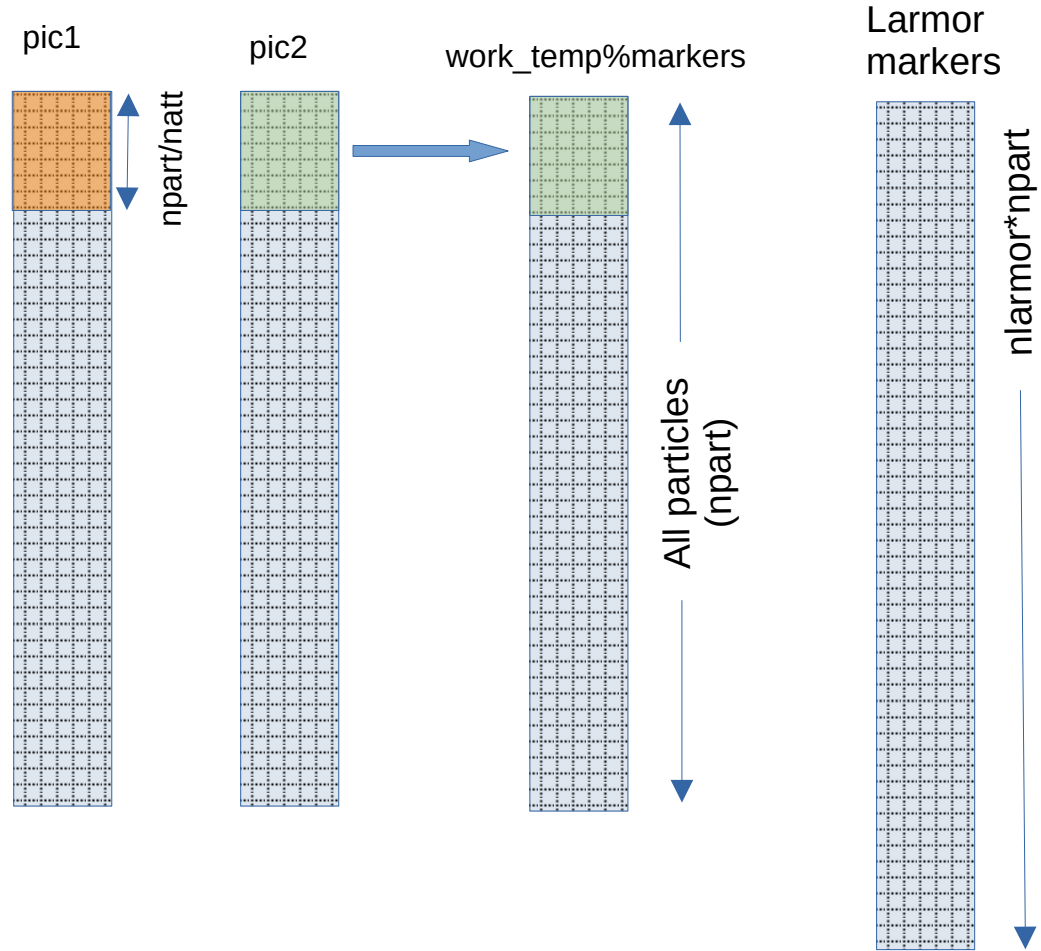 pic1
pic2
work_temp%markers
Larmor
markers
npart/natt
All particles
(npart)
nlarmor*npart